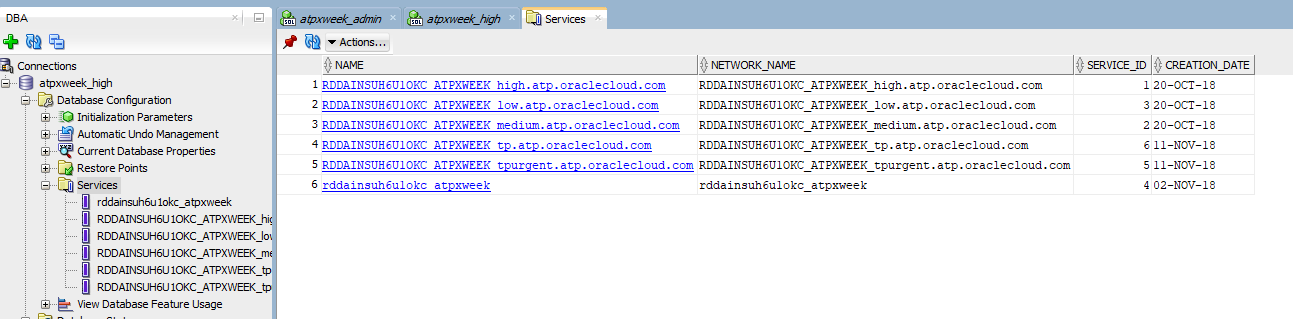 DBA
Connections
atpxweek_high
Database Configuration
Initialization Parameters
Automatic Undo Management
Current Database Properties
Restore Points
Services
rddainsuh6u1okc_atpxweek
RDDAINSUH6U1OKC_ATPXWEEK_hig
RDDAINSUH6U1OKC_ATPXWEEK_lov
RDDAINSUH6U1OKC_ATPXWEEK_me
RDDAINSUH6U1OKC_ATPXWEEK_tp
RDDAINSUH6U1OKC_ATPXWEEK_tp
View Database Feature Usage
atpxweek_admin atpxweek_high Services
Actions...
NAME NETWORK_NAME SERVICE_ID CREATION_DATE
1 RDDAINSUH6U1OKC_ATPXWEEK_high.atp.oraclecloud.com RDDAINSUH6U1OKC_ATPXWEEK_high.atp.oraclecloud.com 1 20-OCT-18
2 RDDAINSUH6U1OKC_ATPXWEEK_low.atp.oraclecloud.com RDDAINSUH6U1OKC_ATPXWEEK_low.atp.oraclecloud.com 3 20-OCT-18
3 RDDAINSUH6U1OKC_ATPXWEEK_medium.atp.oraclecloud.com RDDAINSUH6U1OKC_ATPXWEEK_medium.atp.oraclecloud.com 2 20-OCT-18
4 RDDAINSUH6U1OKC_ATPXWEEK_tp.atp.oraclecloud.com RDDAINSUH6U1OKC_ATPXWEEK_tp.atp.oraclecloud.com 6 11-NOV-18
5 RDDAINSUH6U1OKC_ATPXWEEK_tpurgent.atp.oraclecloud.com RDDAINSUH6U1OKC_ATPXWEEK_tpurgent.atp.oraclecloud.com 5 11-NOV-18
6 rddainsuh6u1okc_atpxweek rddainsuh6u1okc_atpxweek 4 02-NOV-18